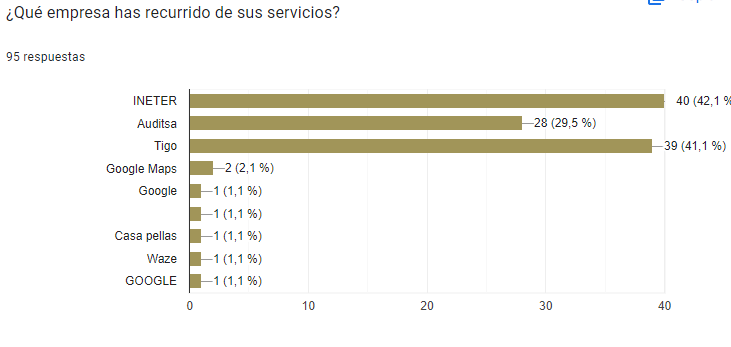 ¿Qué empresa has recurrido de sus servicios?
95 respuestas
INETER 40 (42,1 %
Auditsa 28 (29,5 %)
Tigo 39 (41,1 %)
Google Maps 2 (2,1 %)
Google 1 (1,1 %)
1 (1,1 %)
Casa pellas 1 (1,1 %)
Waze 1 (1,1 %)
GOOGLE 1 (1,1 %)
0 10 20 30 40